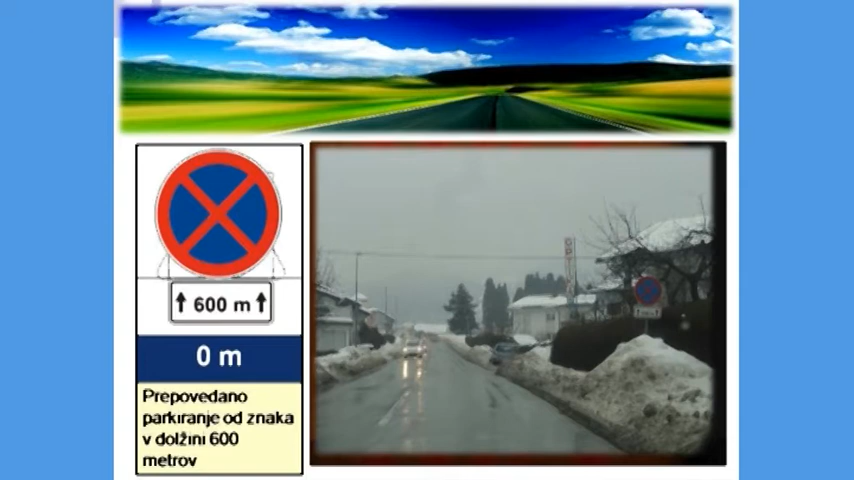 600 m
0 m
Prepovedano
parkiranje od znaka
v dolžini 600
metrov